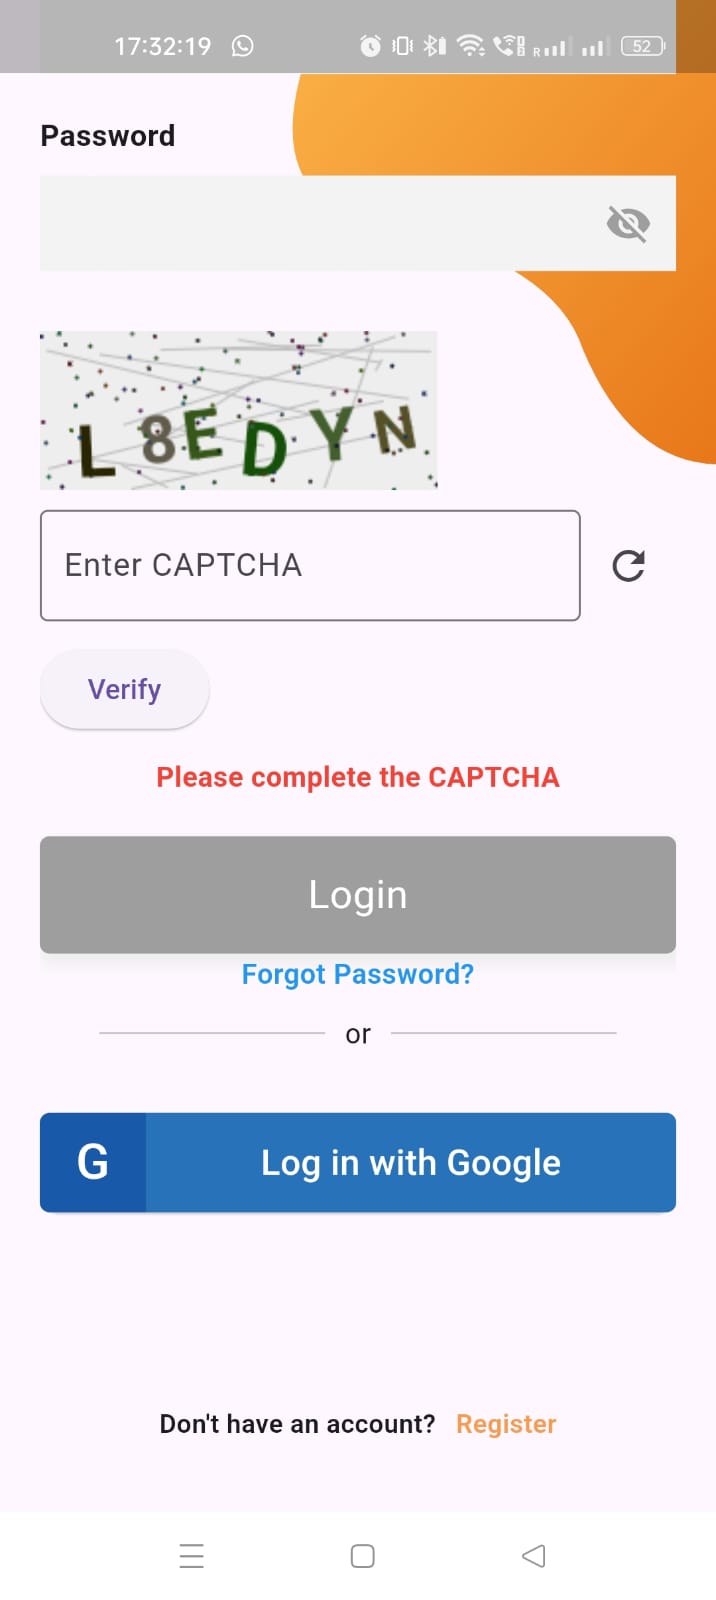 17:32:19 52
Password
L8EDYN
Enter CAPTCHA
Verify
Please complete the CAPTCHA
Login
Forgot Password?
or
G Log in with Google
Don't have an account? Register